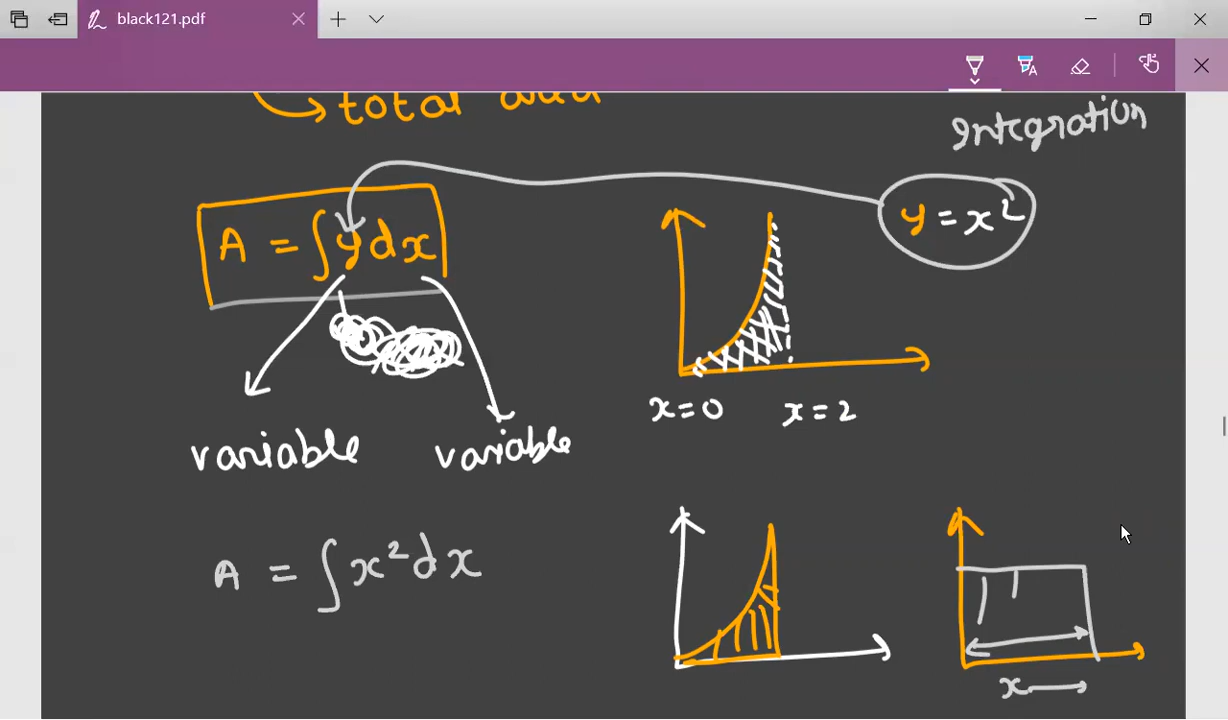 black121.pdf
total area
Integration
A = ∫ y dx
y = x²
x = 0
x = 2
variable
variable
A = ∫ x² dx
x